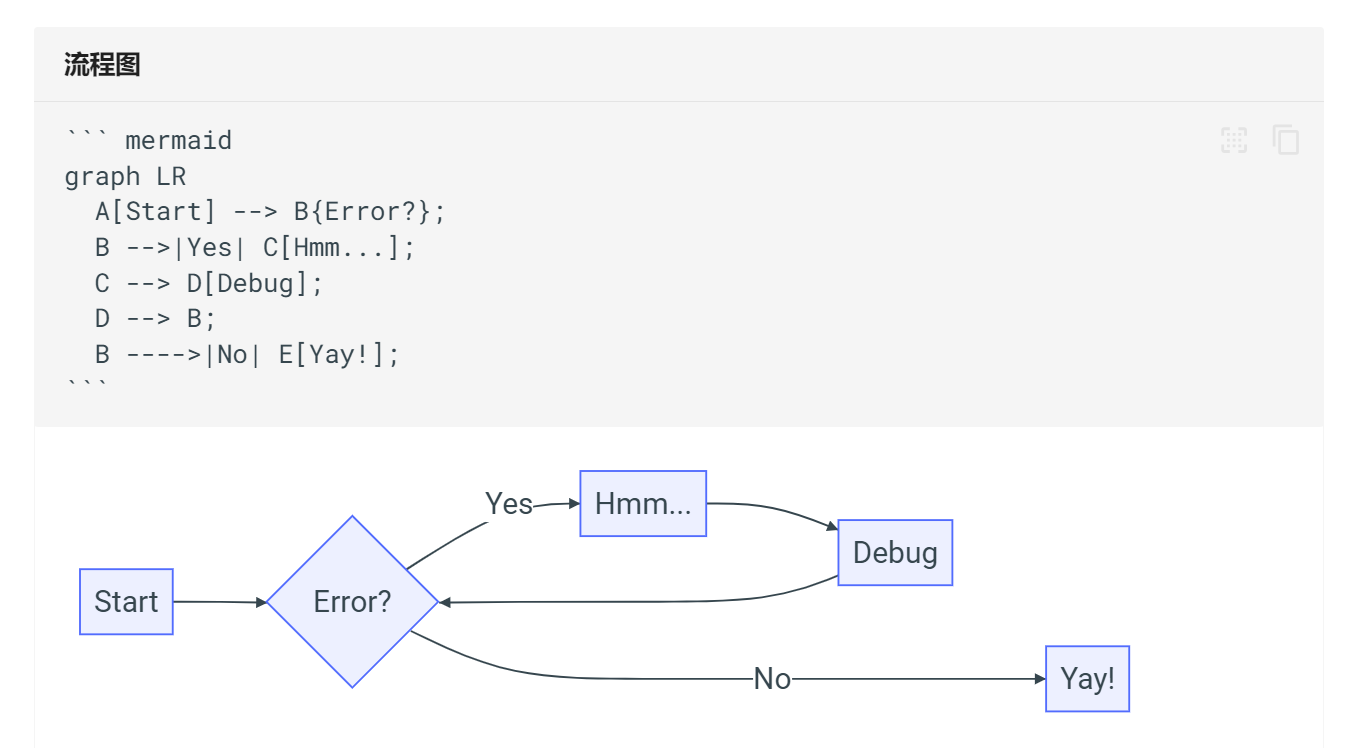 流程图
``` mermaid
graph LR
  A[Start] --> B{Error?};
  B -->|Yes| C[Hmm...];
  C --> D[Debug];
  D --> B;
  B ---->|No| E[Yay!];
```
Yes
Hmm...
Debug
Start
Error?
No
Yay!